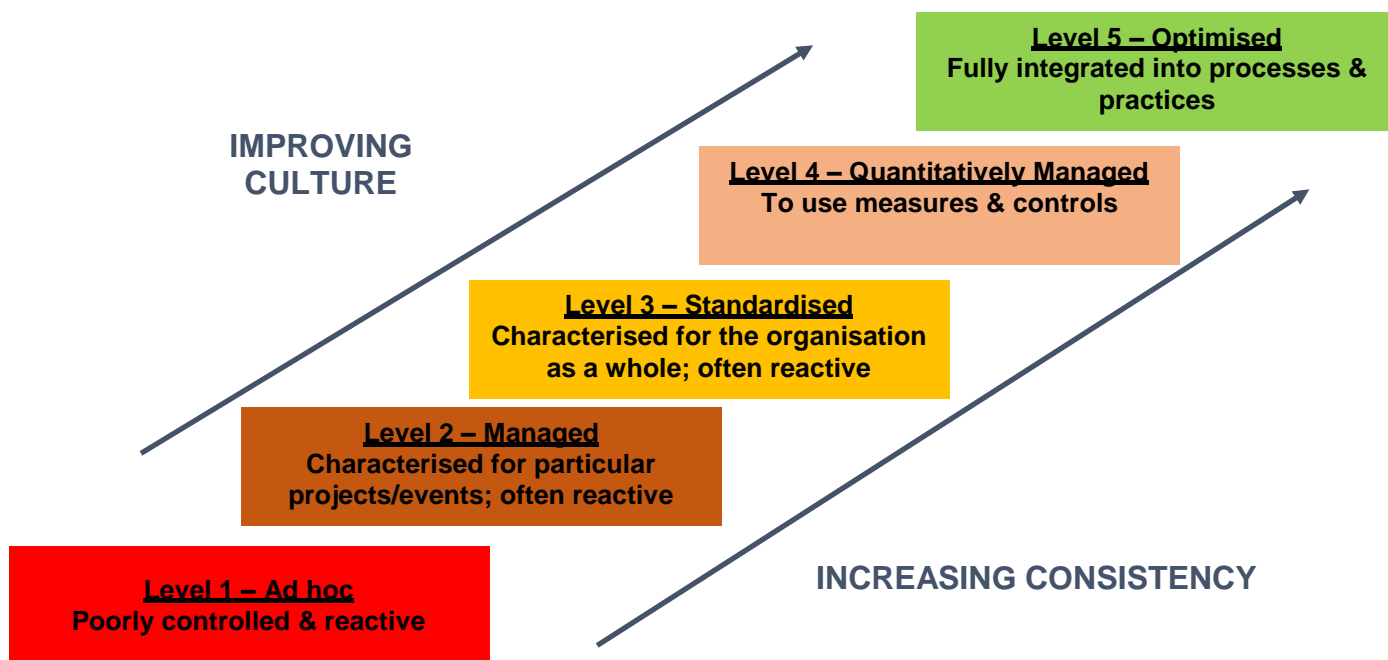 Level 5 – Optimised
Fully integrated into processes &
practices
IMPROVING
CULTURE
Level 4 – Quantitatively Managed
To use measures & controls
Level 3 – Standardised
Characterised for the organisation
as a whole; often reactive
Level 2 – Managed
Characterised for particular
projects/events; often reactive
INCREASING CONSISTENCY
Level 1 – Ad hoc
Poorly controlled & reactive